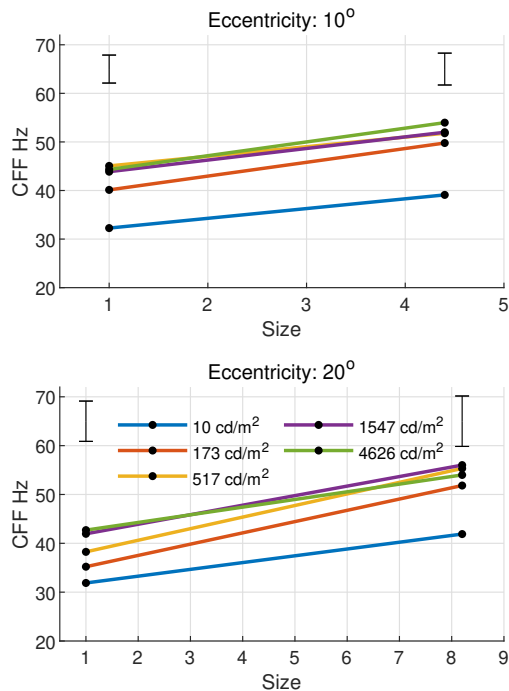 Eccentricity: 10°
70
60
50
40
30
20
CFF Hz
1 2 3 4 5
Size
Eccentricity: 20°
70
60
50
40
30
20
CFF Hz
10 cd/m² 1547 cd/m²
173 cd/m² 4626 cd/m²
517 cd/m²
1 2 3 4 5 6 7 8 9
Size